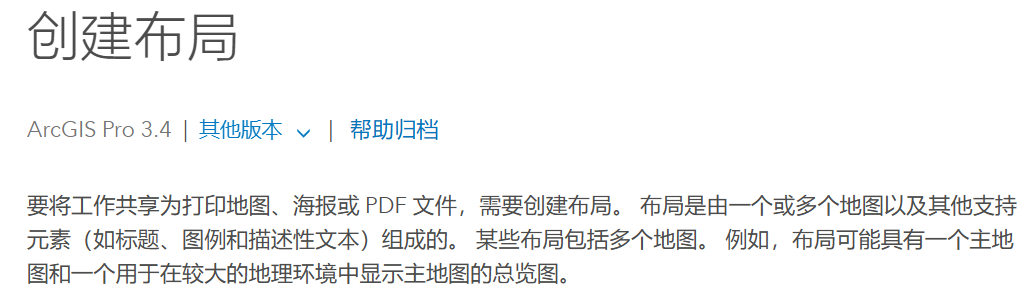 创建布局
ArcGIS Pro 3.4 | 其他版本 | 帮助归档
要将工作共享为打印地图、海报或 PDF 文件，需要创建布局。 布局是由一个或多个地图以及其他支持
元素（如标题、图例和描述性文本）组成的。 某些布局包括多个地图。 例如，布局可能具有一个主地
图和一个用于在较大的地理环境中显示主地图的总览图。